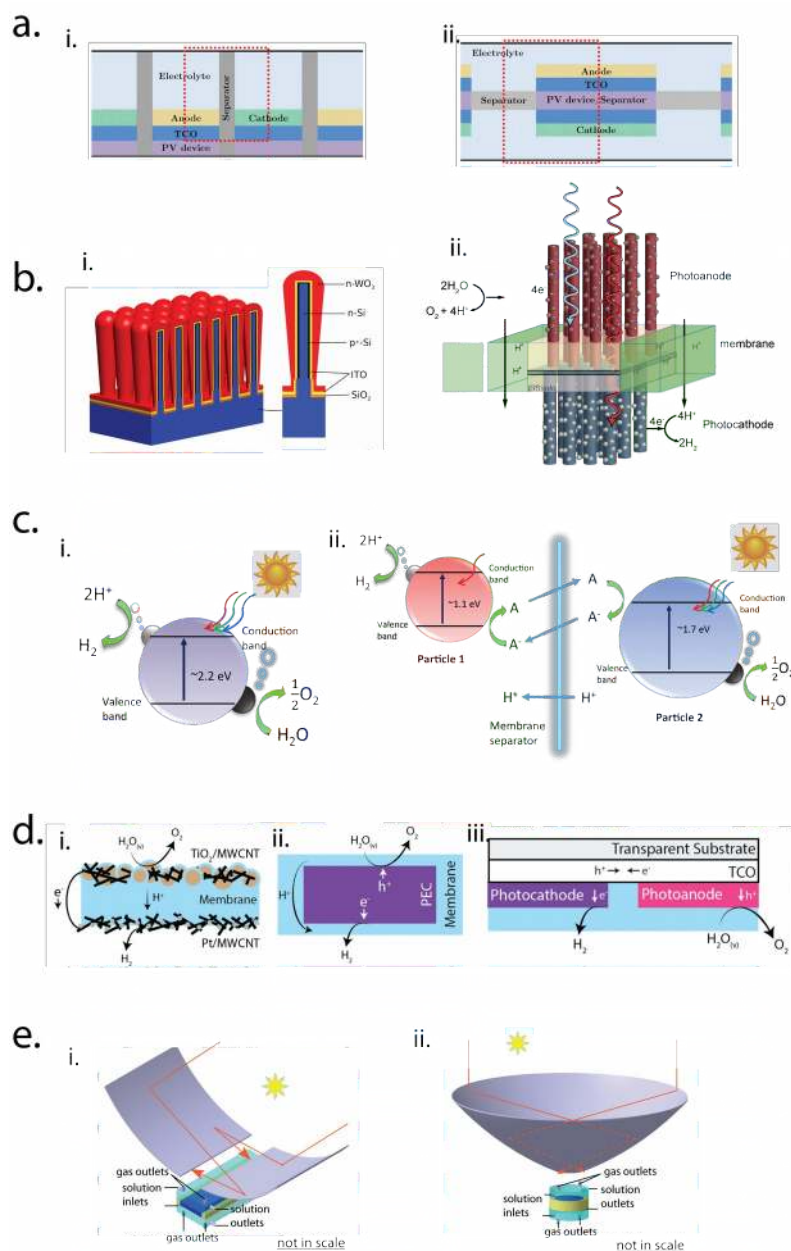 a.
i.
Electrolyte
Separator
Anode
Cathode
TCO
PV device
ii.
Electrolyte
Anode
TCO
Separator
PV device/Separator
Cathode
b.
i.
n-WO₃
n-Si
p⁺-Si
ITO
SiO₂
ii.
2H₂O
O₂ + 4H⁺
4e⁻
Photoanode
membrane
H⁺
H⁺
H⁺
H⁺
4e⁻
4H⁺
2H₂
Photocathode
c.
i.
2H⁺
H₂
Conduction
band
~2.2 eV
Valence
band
½O₂
H₂O
ii.
2H⁺
H₂
Conduction
band
~1.1 eV
Valence
band
Particle 1
A
A⁻
H⁺
Membrane
separator
A
A⁻
H⁺
Conduction
band
~1.7 eV
Valence
band
Particle 2
½O₂
H₂O
d.
i.
H₂O(v)
O₂
TiO₂/MWCNT
e⁻
H⁺
Membrane
Pt/MWCNT
H₂
ii.
H₂O(v)
O₂
H⁺
h⁺
e⁻
PEC
Membrane
H₂
iii.
Transparent Substrate
h⁺ e⁻
TCO
Photocathode e⁻
Photoanode h⁺
H₂
H₂O(v)
O₂
e.
i.
gas outlets
solution
inlets
solution
outlets
gas outlets
not in scale
ii.
gas outlets
solution
inlets
solution
outlets
gas outlets
not in scale